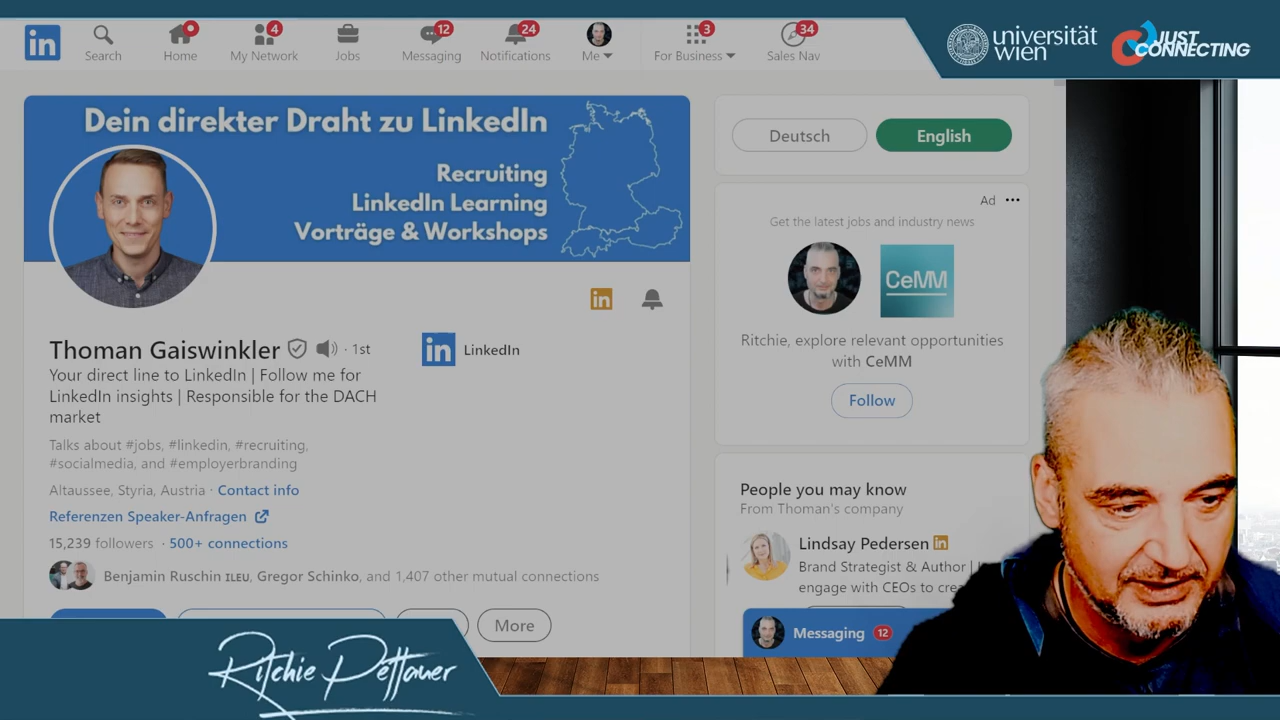 in
Search
Home
4
My Network
Jobs
12
Messaging
24
Notifications
Me
3
For Business
34
Sales Nav
universität
wien
JUST
CONNECTING
Dein direkter Draht zu LinkedIn
Recruiting
LinkedIn Learning
Vorträge & Workshops
in
Thoman Gaiswinkler · 1st
Your direct line to LinkedIn | Follow me for
LinkedIn insights | Responsible for the DACH
market
in LinkedIn
Talks about #jobs, #linkedin, #recruiting,
#socialmedia, and #employerbranding
Altaussee, Styria, Austria · Contact info
Referenzen Speaker-Anfragen
15,239 followers · 500+ connections
Benjamin Ruschin ILEU, Gregor Schinko, and 1,407 other mutual connections
More
Deutsch
English
Ad
Get the latest jobs and industry news
CeMM
Ritchie, explore relevant opportunities
with CeMM
Follow
People you may know
From Thoman's company
Lindsay Pedersen in
Brand Strategist & Author |
engage with CEOs to
Messaging 12
Ritchie Pettauer